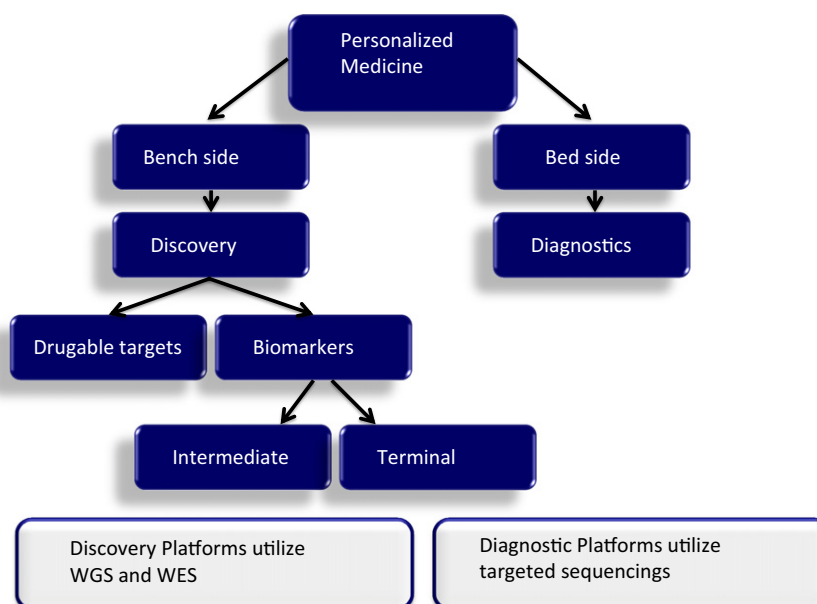 Personalized
Medicine
Bench side
Bed side
Discovery
Diagnostics
Drugable targets
Biomarkers
Intermediate
Terminal
Discovery Platforms utilize
WGS and WES
Diagnostic Platforms utilize
targeted sequencings